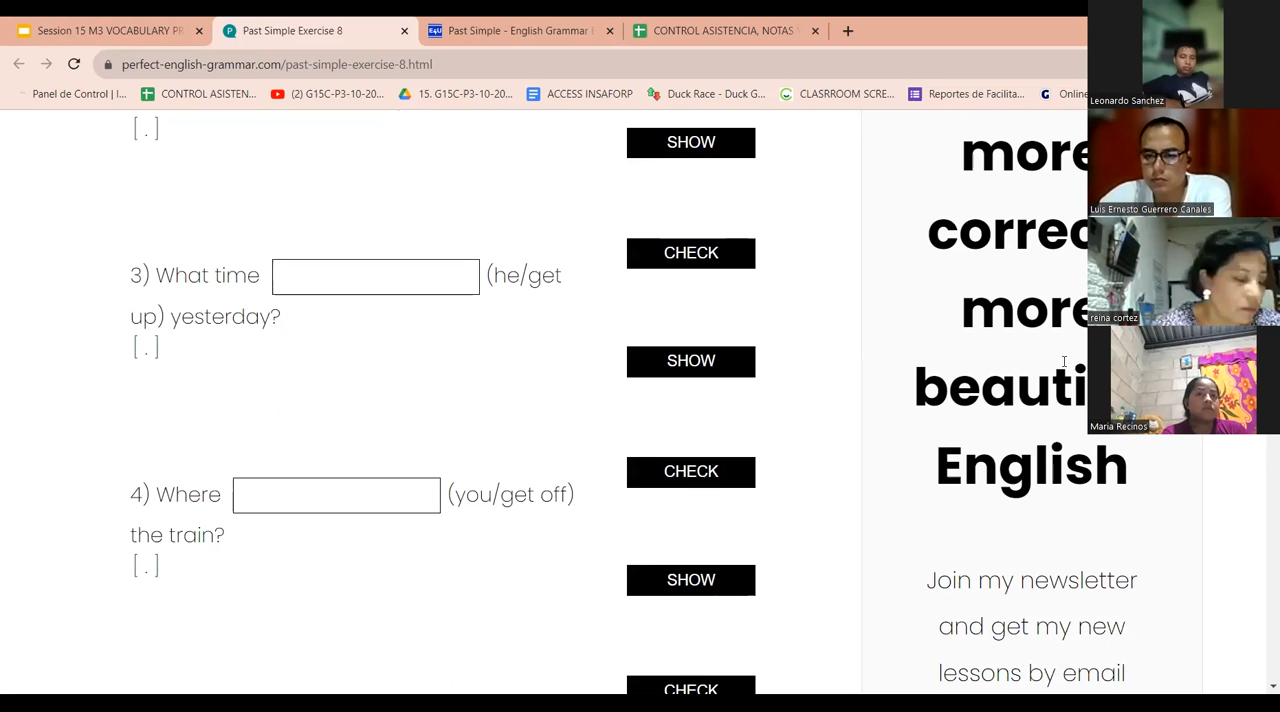 Session 15 M3 VOCABULARY PR
Past Simple Exercise 8
Past Simple - English Grammar E
CONTROL ASISTENCIA, NOTAS Y
perfect-english-grammar.com/past-simple-exercise-8.html
Panel de Control | I...
CONTROL ASISTEN...
(2) G15C-P3-10-20...
15. G15C-P3-10-20...
ACCESS INSAFORP
Duck Race - Duck G...
CLASRROOM SCRE...
Reportes de Facilita...
Online
[ . ]
SHOW
CHECK
3) What time (he/get
up) yesterday?
[ . ]
SHOW
CHECK
4) Where (you/get off)
the train?
[ . ]
SHOW
CHECK
more
correc
more
beauti
English
Join my newsletter
and get my new
lessons by email
Leonardo Sanchez
Luis Ernesto Guerrero Canales
reina cortez
Maria Recinos